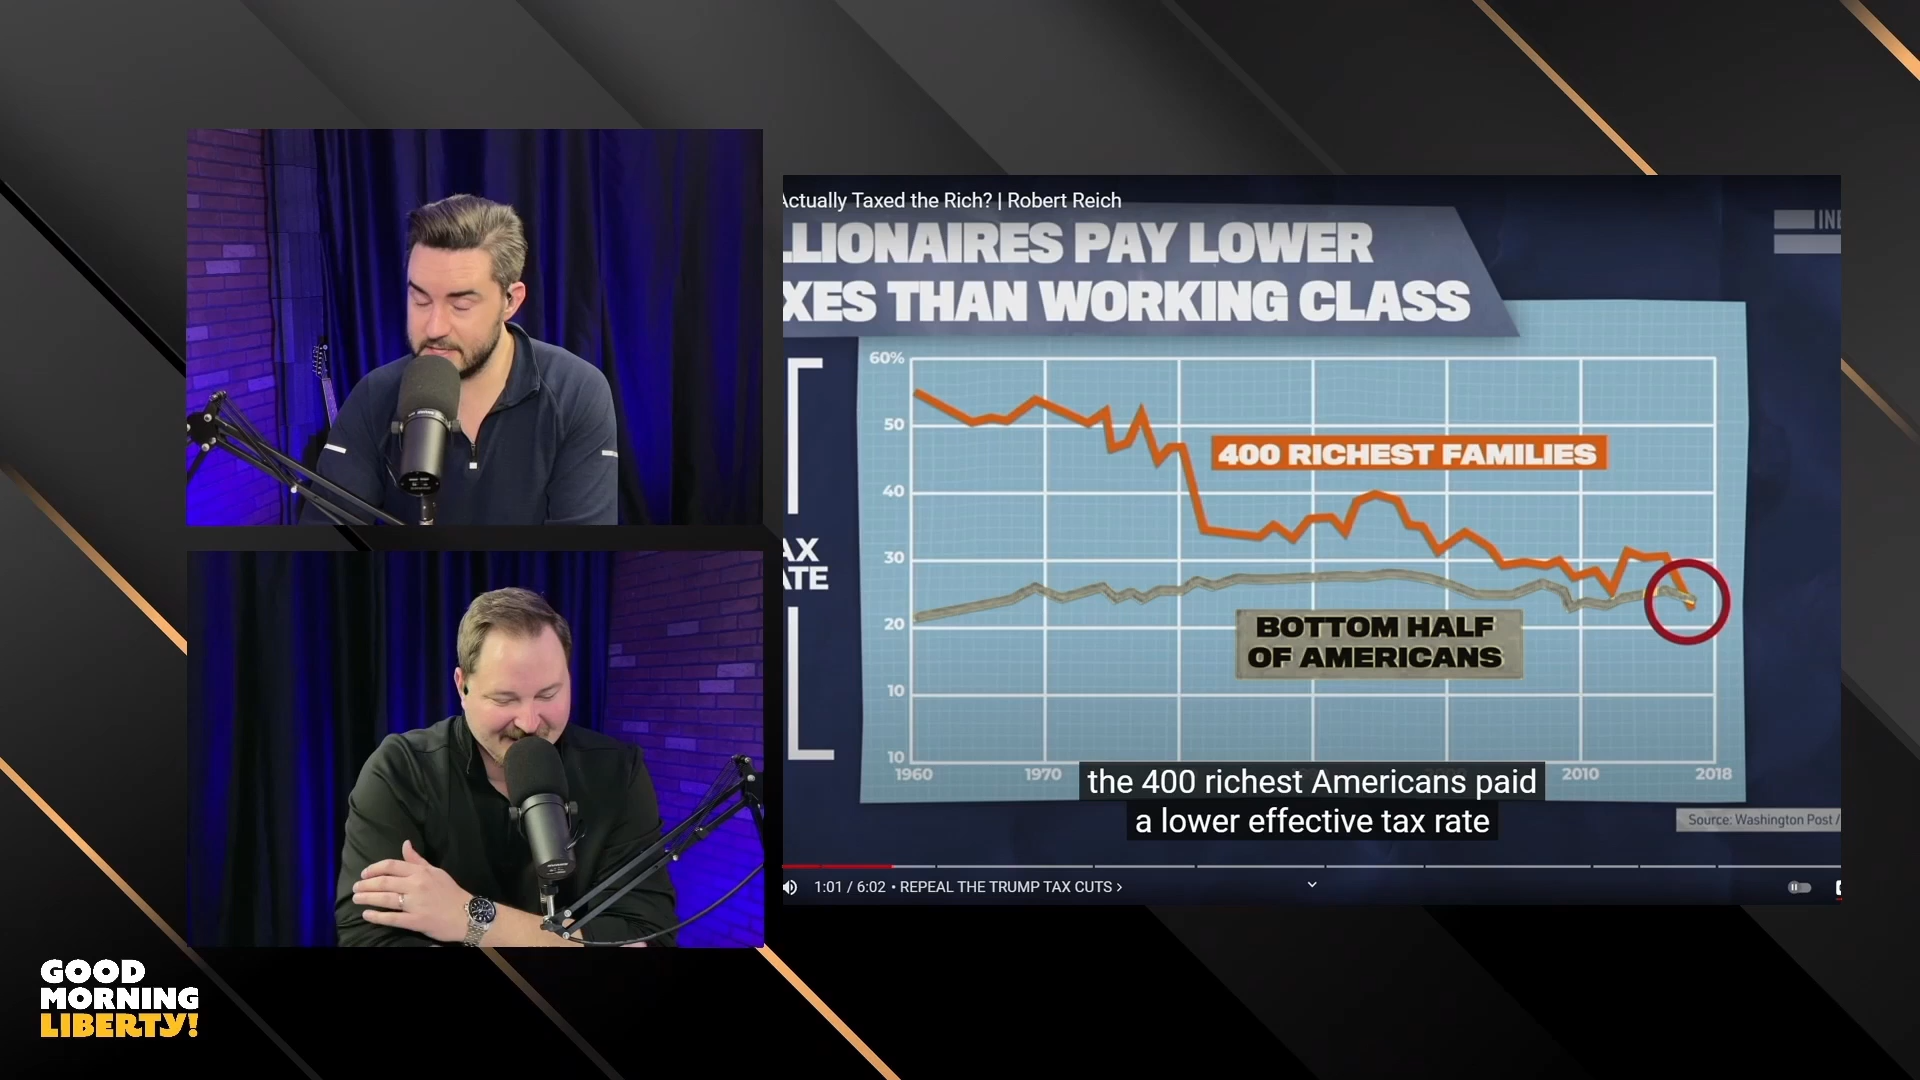 Actually Taxed the Rich? | Robert Reich
LLIONAIRES PAY LOWER
XES THAN WORKING CLASS
INE
60%
50
40
30
20
10
10
AX
ATE
400 RICHEST FAMILIES
BOTTOM HALF
OF AMERICANS
1960
1970
2010
2018
the 400 richest Americans paid
a lower effective tax rate
Source: Washington Post /
1:01 / 6:02 • REPEAL THE TRUMP TAX CUTS ›
GOOD
MORNING
LIBERTY!